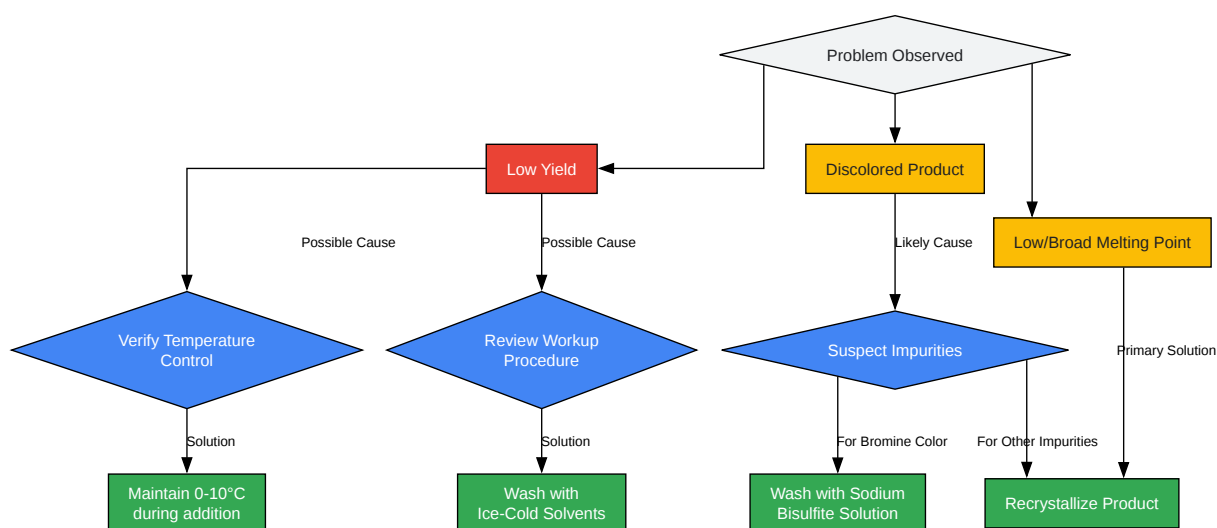 Problem Observed
Low Yield
Discolored Product
Possible Cause
Possible Cause
Likely Cause
Low/Broad Melting Point
Verify Temperature
Control
Review Workup
Procedure
Suspect Impurities
Primary Solution
Solution
Solution
For Bromine Color
For Other Impurities
Maintain 0-10°C
during addition
Wash with
Ice-Cold Solvents
Wash with Sodium
Bisulfite Solution
Recrystallize Product